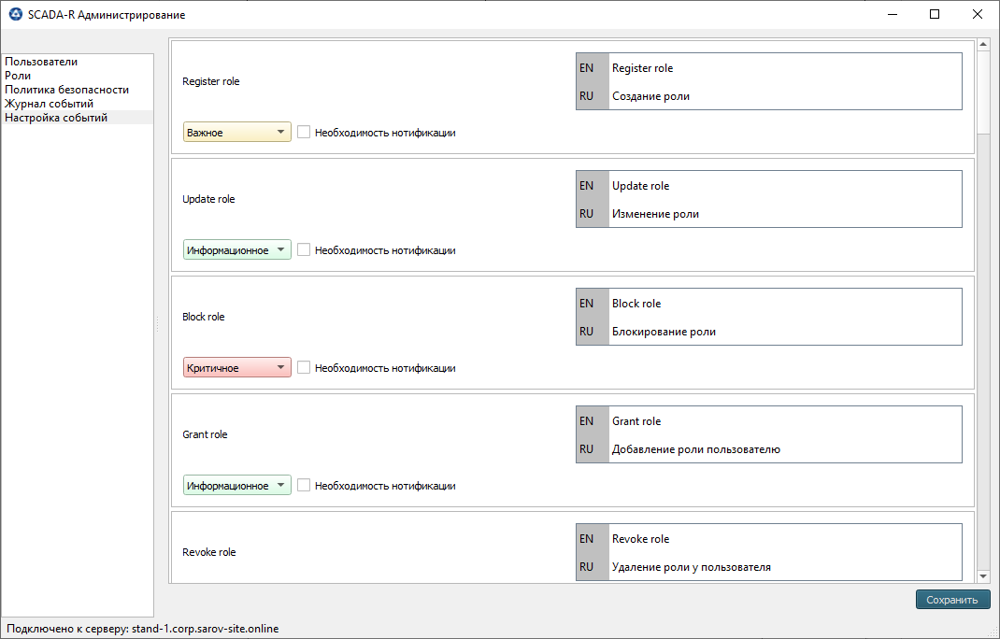 SCADA-R Администрирование
Пользователи
Роли
Политика безопасности
Журнал событий
Настройка событий
Register role
EN Register role
RU Создание роли
Важное Необходимость нотификации
Update role
EN Update role
RU Изменение роли
Информационное Необходимость нотификации
Block role
EN Block role
RU Блокирование роли
Критичное Необходимость нотификации
Grant role
EN Grant role
RU Добавление роли пользователю
Информационное Необходимость нотификации
Revoke role
EN Revoke role
RU Удаление роли у пользователя
Сохранить
Подключено к серверу: stand-1.corp.sarov-site.online